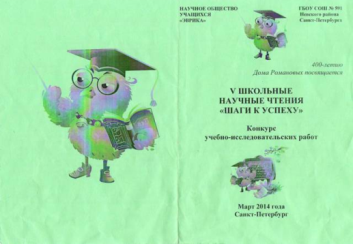 НАУЧНОЕ ОБЩЕСТВО
УЧАЩИХСЯ
«ЭВРИКА»
ГБОУ СОШ № 593
Невского района
Санкт-Петербурга
400-летию
Дома Романовых посвящается
V ШКОЛЬНЫЕ
НАУЧНЫЕ ЧТЕНИЯ
«ШАГИ К УСПЕХУ»
Конкурс
учебно-исследовательских работ
Март 2014 года
Санкт-Петербург